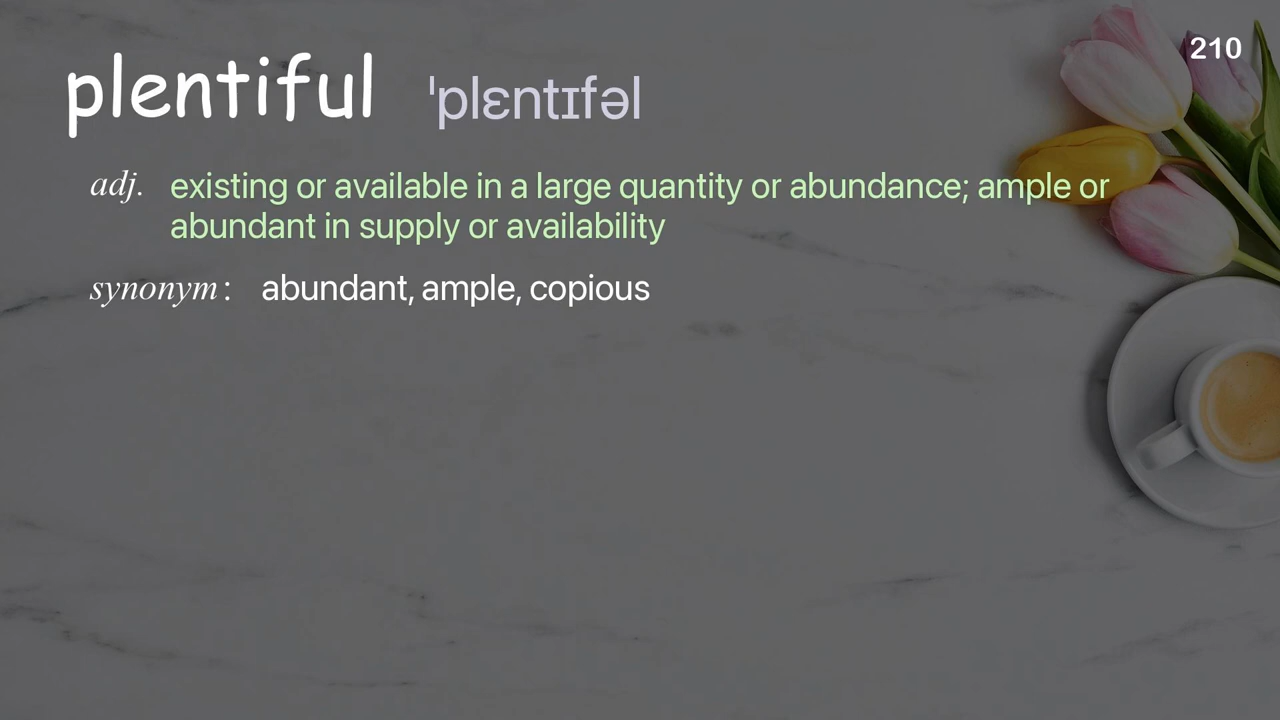 210
plentiful ˈplɛntɪfəl
adj. existing or available in a large quantity or abundance; ample or
abundant in supply or availability
synonym: abundant, ample, copious